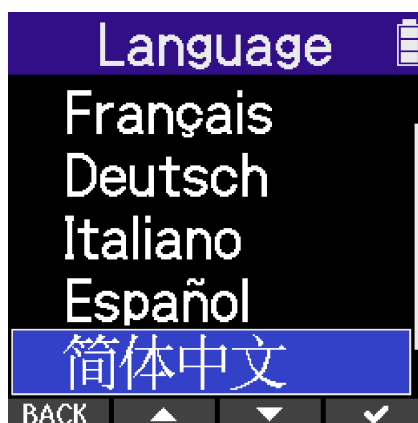 Language
Français
Deutsch
Italiano
Español
简体中文
BACK